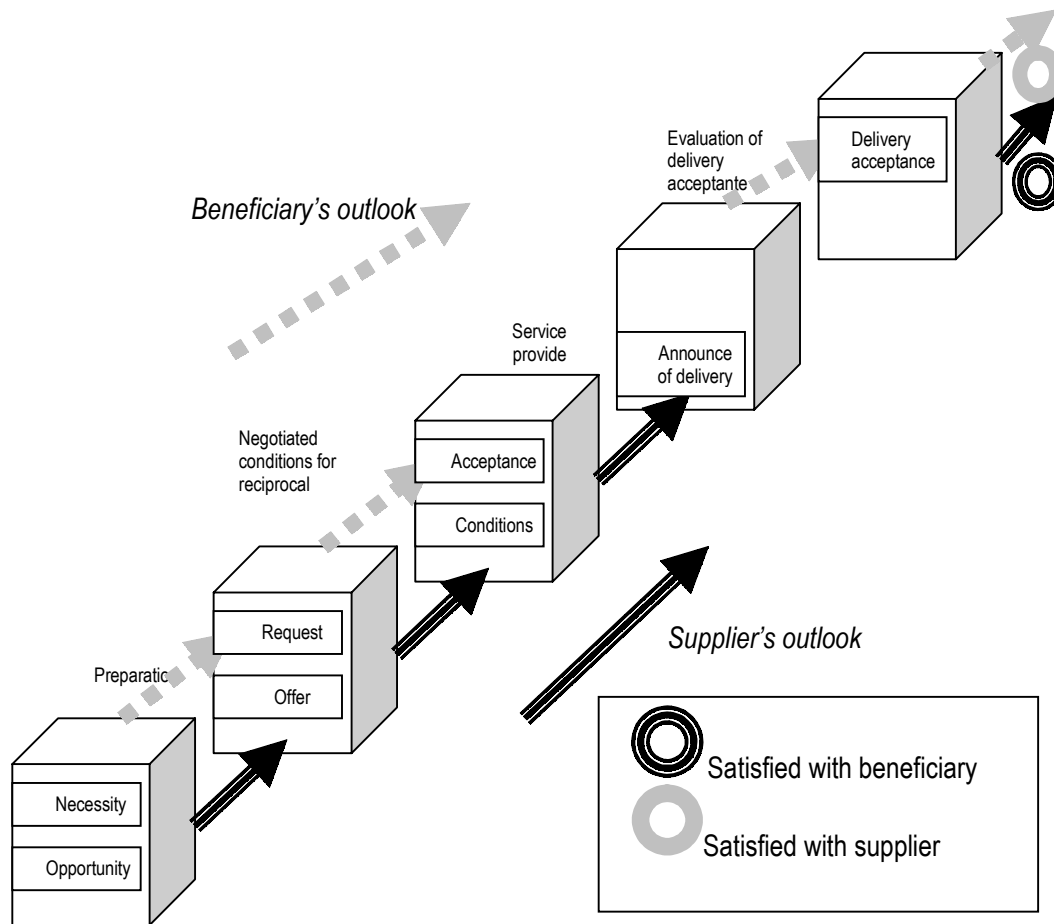 Delivery
acceptance
Evaluation of
delivery
acceptante
Beneficiary's outlook
Announce
of delivery
Service
provide
Acceptance
Conditions
Negotiated
conditions for
reciprocal
Request
Offer
Supplier's outlook
Preparatic
Necessity
Opportunity
Satisfied with beneficiary
Satisfied with supplier